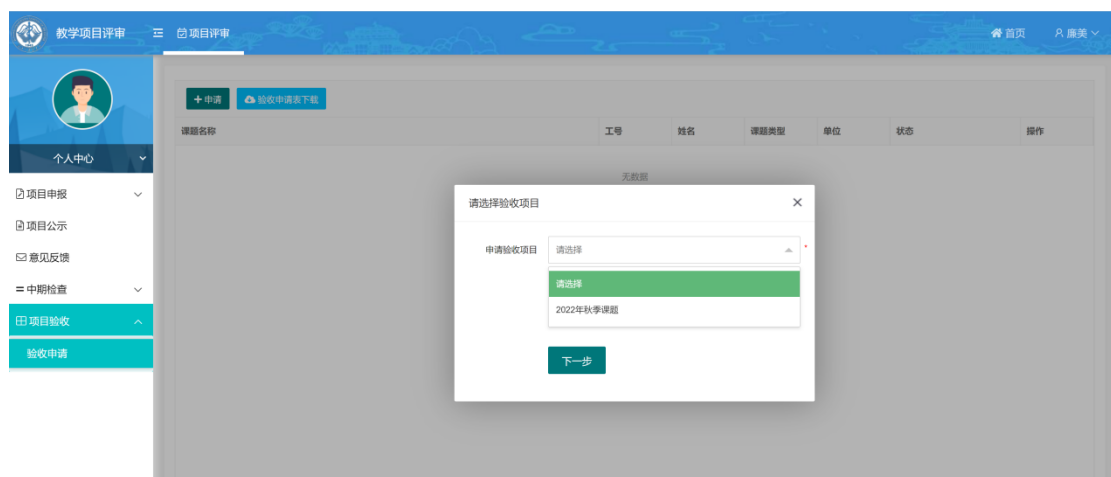 教学项目评审 项目评审 首页 廉美
申请 验收申请表下载
课题名称 工号 姓名 课题类型 单位 状态 操作
个人中心
无数据
项目申报
请选择验收项目
项目公示
申请验收项目 请选择 *
意见反馈
请选择
中期检查
2022年秋季课题
项目验收
验收申请
下一步